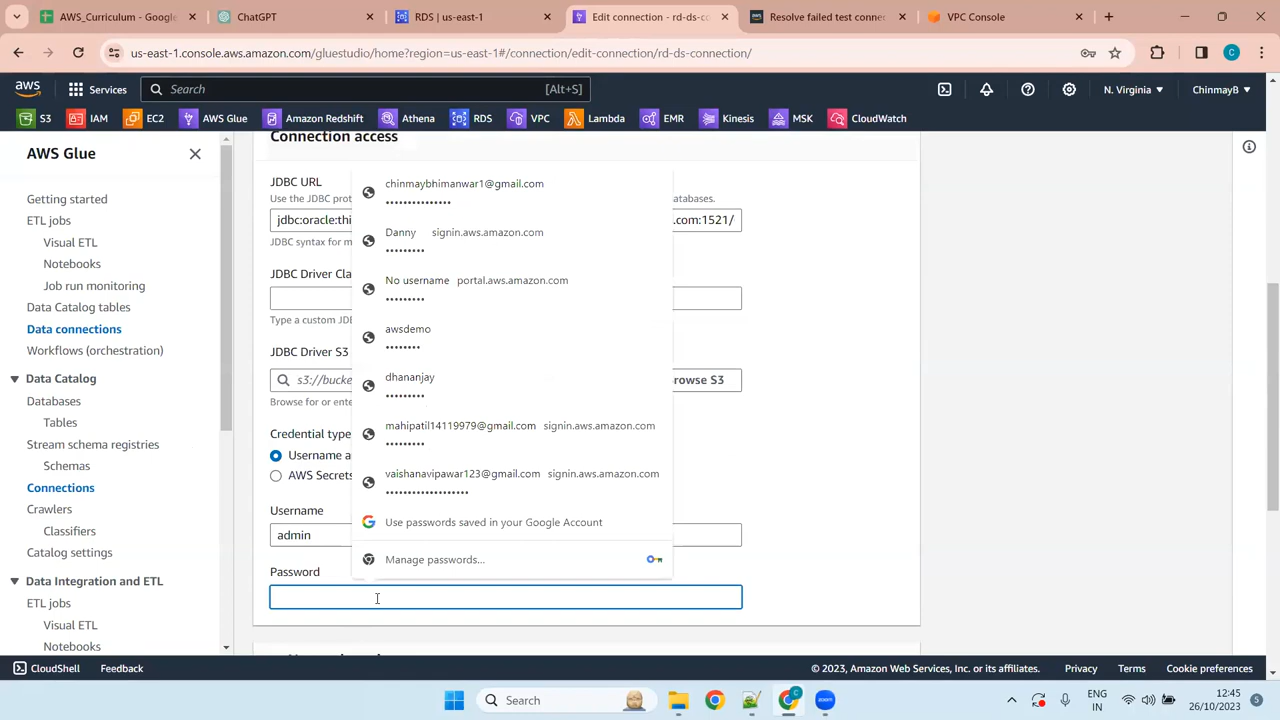 AWS_Curriculum - Google
ChatGPT
RDS | us-east-1
Edit connection - rd-ds-co
Resolve failed test connec
VPC Console
us-east-1.console.aws.amazon.com/gluestudio/home?region=us-east-1#/connection/edit-connection/rd-ds-connection/
aws
Services
Search
[Alt+S]
N. Virginia
ChinmayB
S3
IAM
EC2
AWS Glue
Amazon Redshift
Athena
RDS
VPC
Lambda
EMR
Kinesis
MSK
CloudWatch
AWS Glue
Getting started
ETL jobs
Visual ETL
Notebooks
Job run monitoring
Data Catalog tables
Data connections
Workflows (orchestration)
Data Catalog
Databases
Tables
Stream schema registries
Schemas
Connections
Crawlers
Classifiers
Catalog settings
Data Integration and ETL
ETL jobs
Visual ETL
Notebooks
Connection access
JDBC URL
Use the JDBC prot
databases.
jdbc:oracle:thi
.com:1521/
JDBC syntax for m
JDBC Driver Cla
Type a custom JDB
JDBC Driver S3
s3://bucke
rowse S3
Browse for or ente
Credential type
Username a
AWS Secrets
Username
admin
Password
chinmaybhimanwar1@gmail.com
•••••••••••••••
Danny signin.aws.amazon.com
•••••••••
No username portal.aws.amazon.com
•••••••••
awsdemo
••••••••
dhananjay
•••••••••
mahipatil14119979@gmail.com signin.aws.amazon.com
•••••••••
vaishanavipawar123@gmail.com signin.aws.amazon.com
•••••••••••••••••••
Use passwords saved in your Google Account
Manage passwords...
CloudShell
Feedback
© 2023, Amazon Web Services, Inc. or its affiliates.
Privacy
Terms
Cookie preferences
Search
ENG
IN
12:45
26/10/2023
5